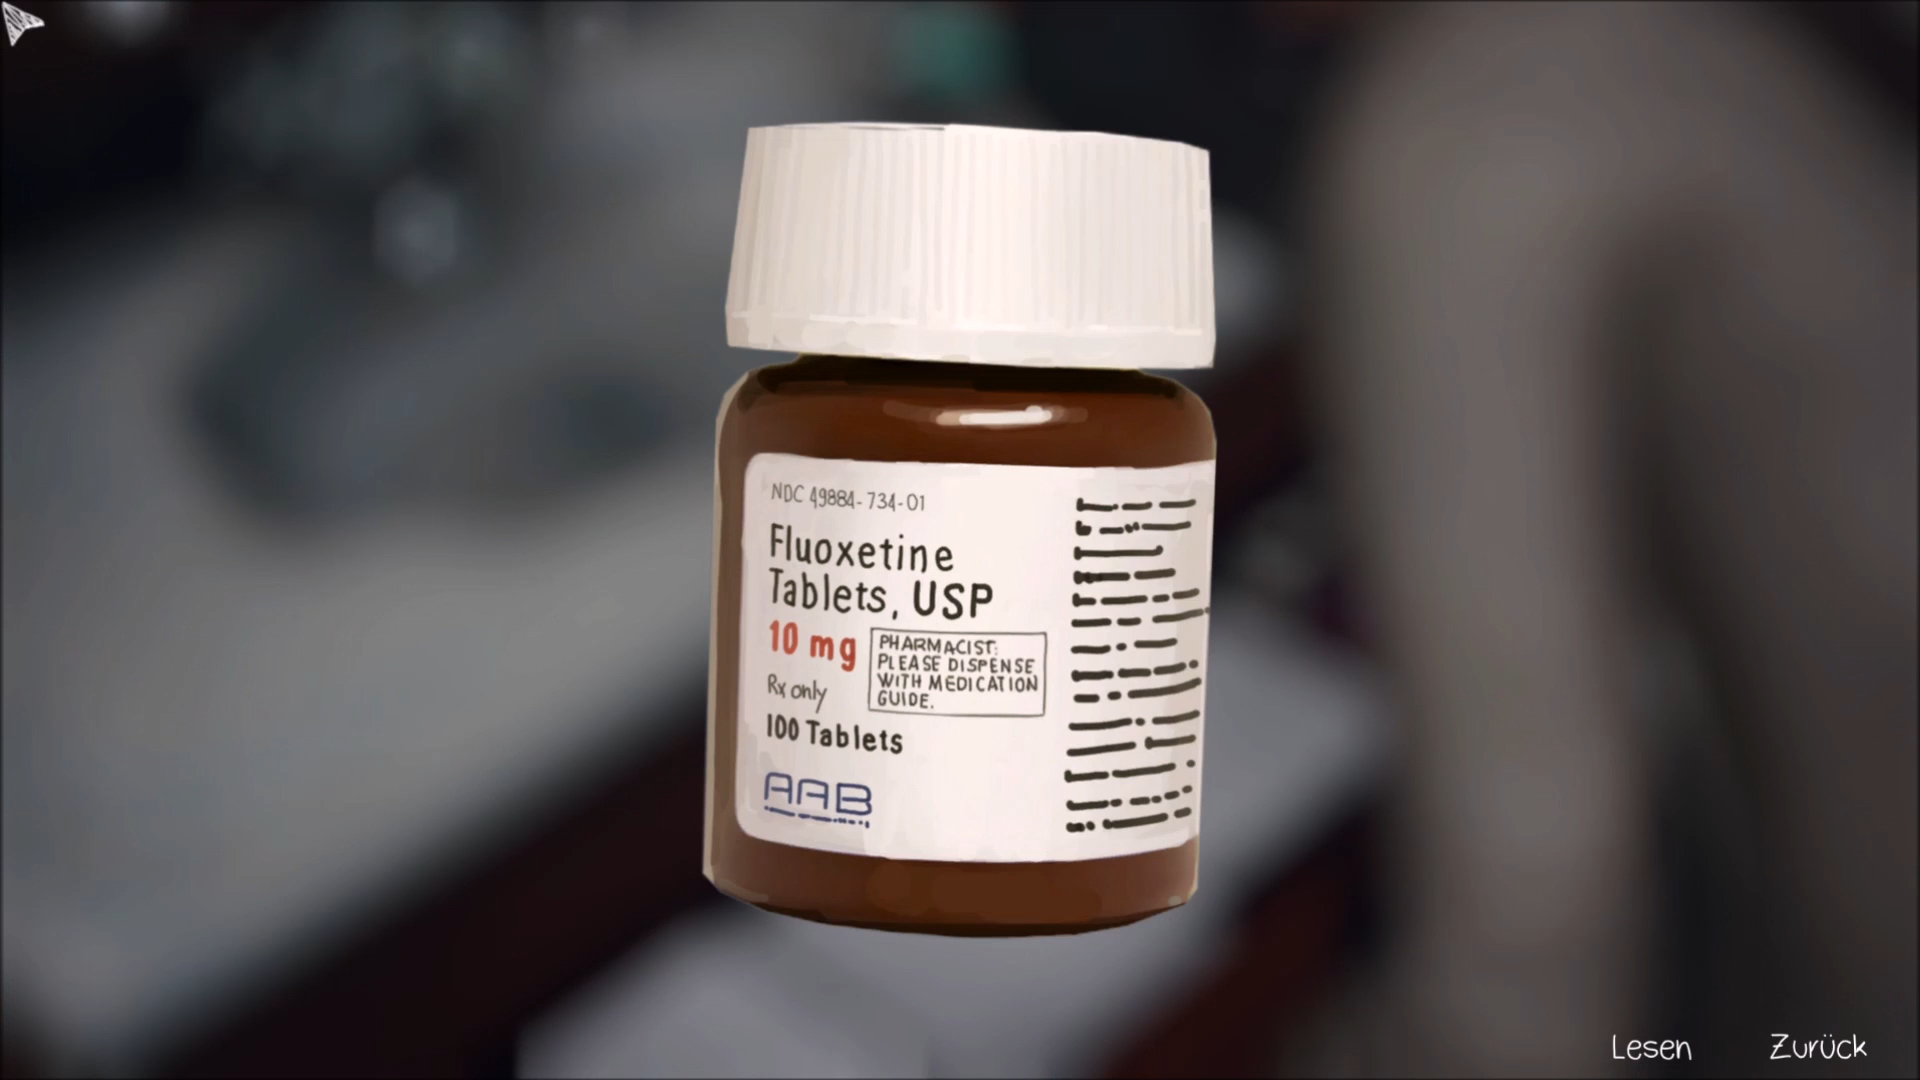 NDC 49884-734-01
Fluoxetine
Tablets, USP
10 mg
PHARMACIST:
PLEASE DISPENSE
WITH MEDICATION
GUIDE.
Rx only
100 Tablets
AAB
Lesen
Zurück